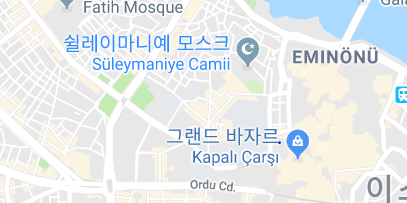 Fatih Mosque
쉴레이마니예 모스크
Süleymaniye Camii
EMINÖNÜ
그랜드 바자르
Kapalı Çarşı
Ordu Cd.